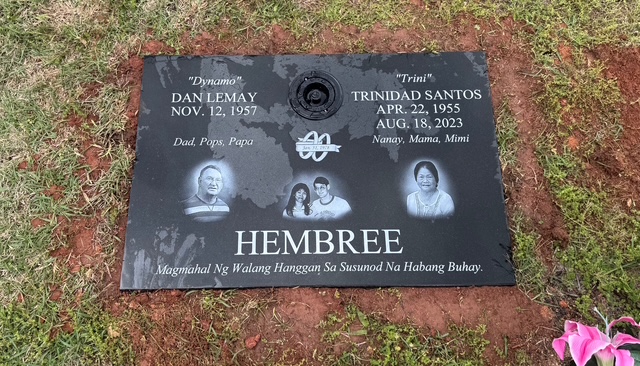 "Dynamo"
DAN LEMAY
NOV. 12, 1957
Dad, Pops, Papa
"Trini"
TRINIDAD SANTOS
APR. 22, 1955
AUG. 18, 2023
Nanay, Mama, Mimi
HEMBREE
Magmahal Ng Walang Hanggan Sa Susunod Na Habang Buhay.